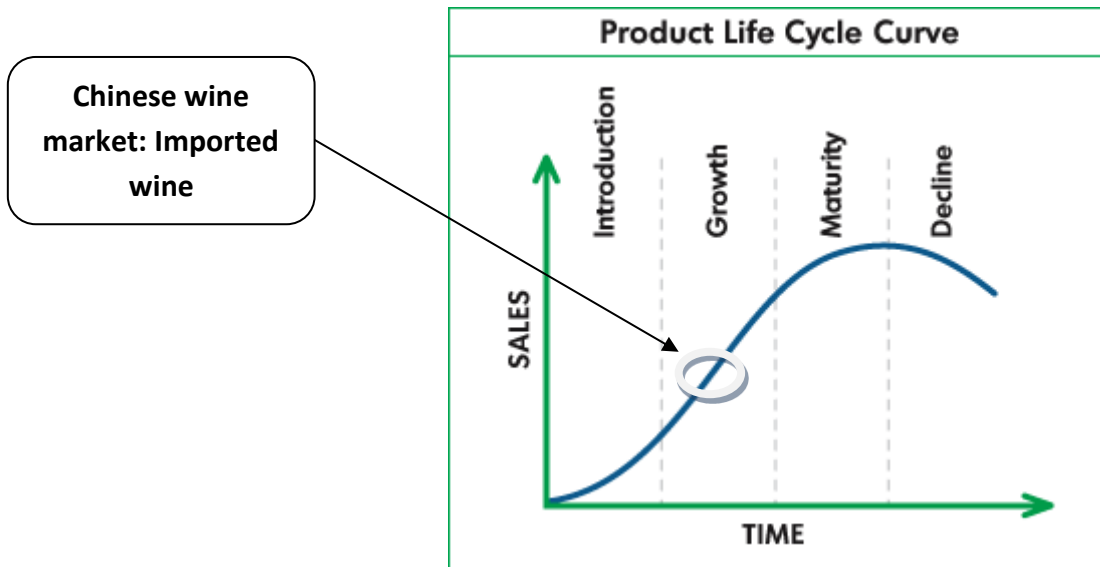 Product Life Cycle Curve
Chinese wine
market: Imported
wine
Introduction
Growth
Maturity
Decline
SALES
TIME